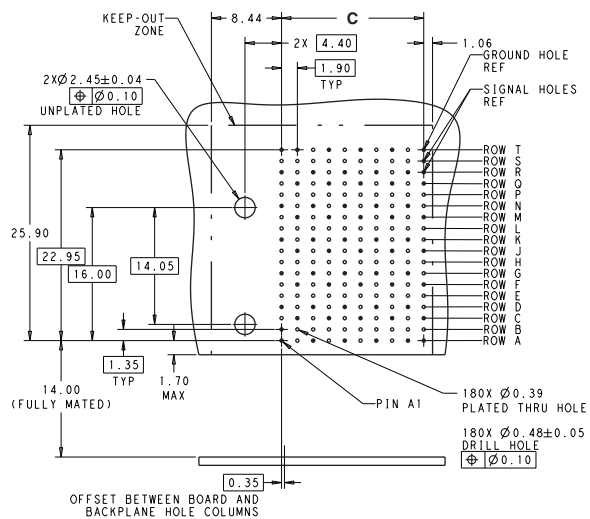 KEEP-OUT
ZONE
8.44
C
2X 4.40
1.06
1.90
TYP
GROUND HOLE
REF
SIGNAL HOLES
REF
2XØ2.45±0.04
⌖ Ø0.10
UNPLATED HOLE
ROW T
ROW S
ROW R
ROW Q
ROW P
ROW N
ROW M
ROW L
ROW K
ROW J
ROW H
ROW G
ROW F
ROW E
ROW D
ROW C
ROW B
ROW A
25.90
22.95
16.00
14.05
1.35
TYP
1.70
MAX
14.00
(FULLY MATED)
PIN A1
180X Ø0.39
PLATED THRU HOLE
180X Ø0.48±0.05
DRILL HOLE
⌖ Ø0.10
0.35
OFFSET BETWEEN BOARD AND
BACKPLANE HOLE COLUMNS